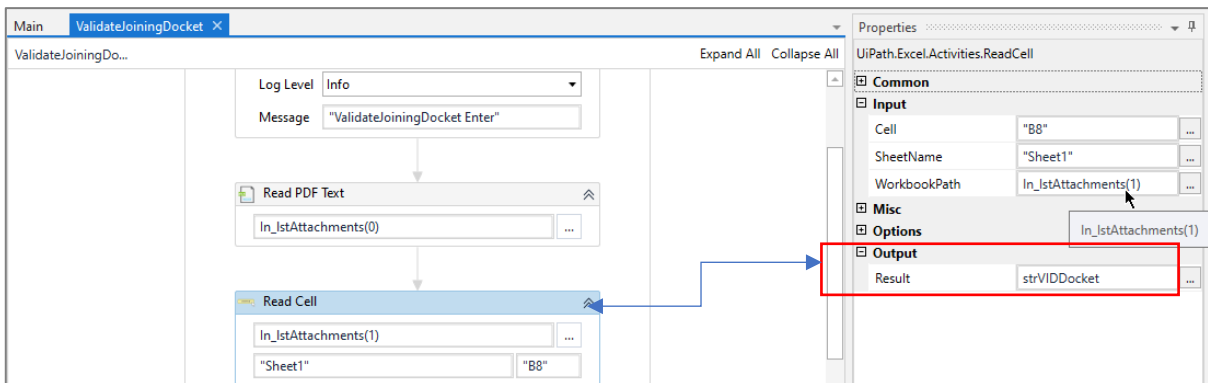 Main ValidateJoiningDocket ×
ValidateJoiningDo... Expand All Collapse All
Log Level Info
Message "ValidateJoiningDocket Enter"
Read PDF Text
In_lstAttachments(0) ...
Read Cell
In_lstAttachments(1) ...
"Sheet1" "B8"
Properties
UiPath.Excel.Activities.ReadCell
Common
Input
Cell "B8" ...
SheetName "Sheet1" ...
WorkbookPath In_lstAttachments(1) ...
Misc
Options In_lstAttachments(1)
Output
Result strVIDDocket ...